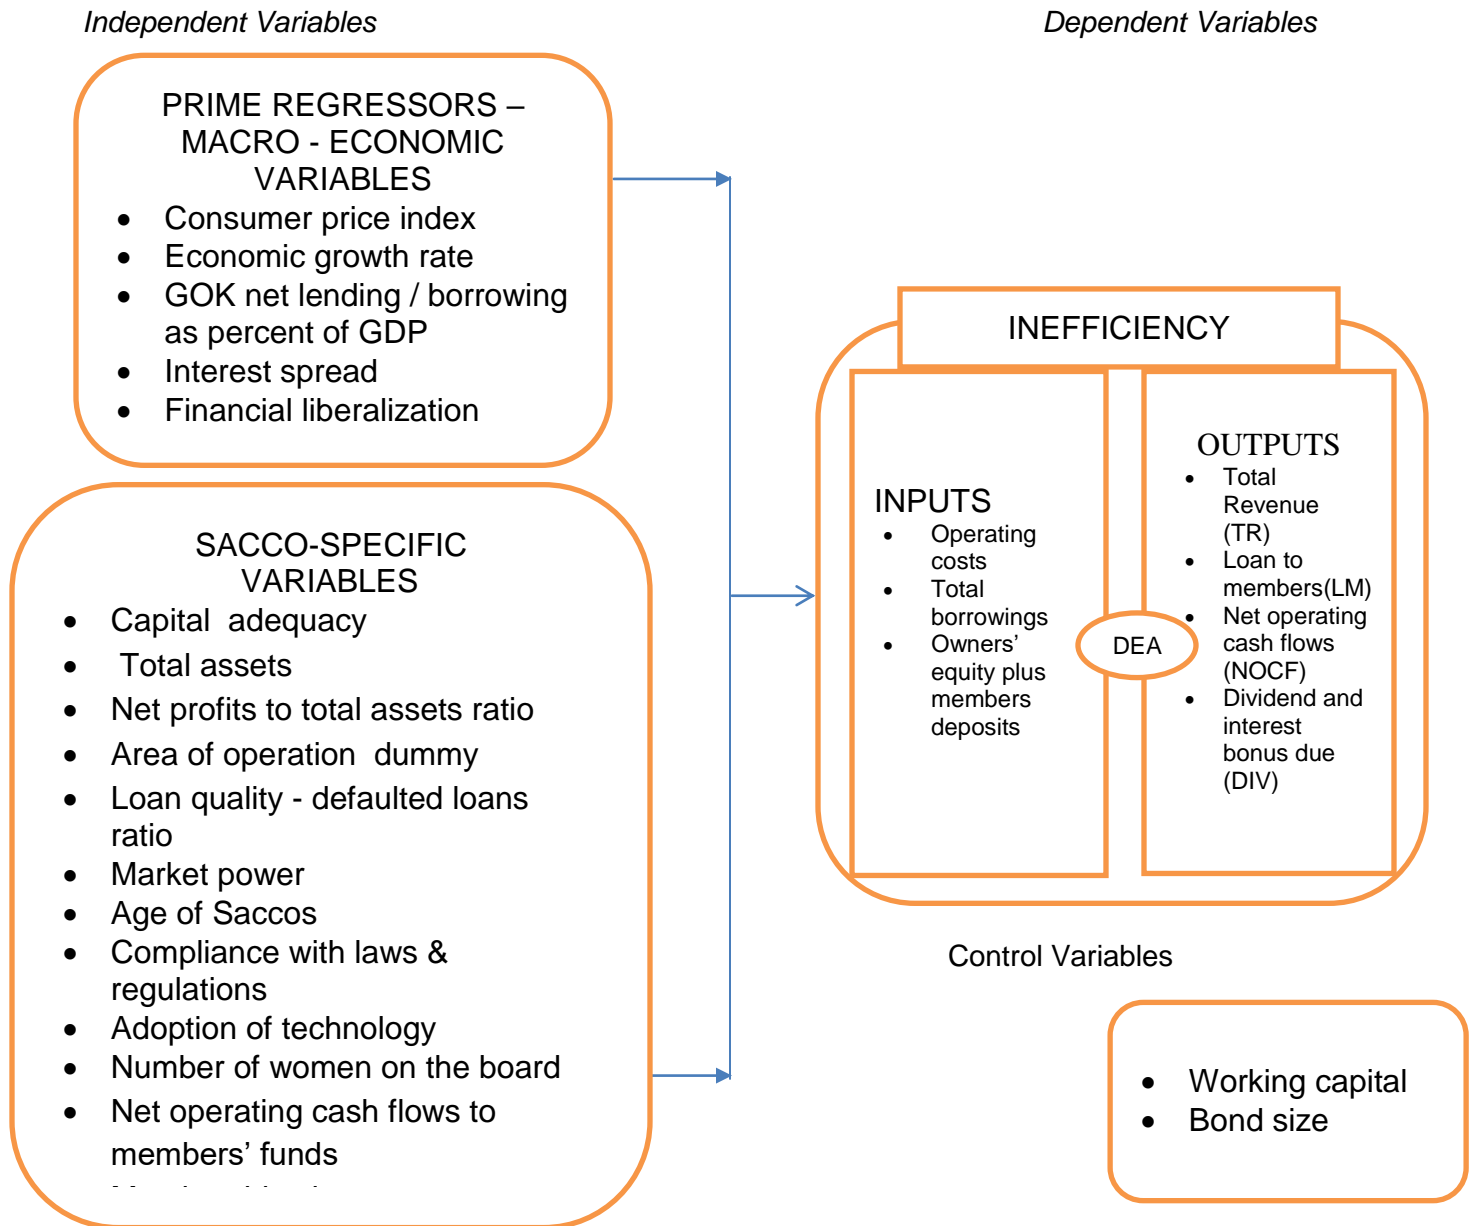 Independent Variables
Dependent Variables
PRIME REGRESSORS –
MACRO - ECONOMIC
VARIABLES
• Consumer price index
• Economic growth rate
• GOK net lending / borrowing
as percent of GDP
• Interest spread
• Financial liberalization
SACCO-SPECIFIC
VARIABLES
• Capital adequacy
• Total assets
• Net profits to total assets ratio
• Area of operation dummy
• Loan quality - defaulted loans
ratio
• Market power
• Age of Saccos
• Compliance with laws &
regulations
• Adoption of technology
• Number of women on the board
• Net operating cash flows to
members’ funds
INEFFICIENCY
INPUTS
• Operating
costs
• Total
borrowings
• Owners’
equity plus
members
deposits
DEA
OUTPUTS
• Total
Revenue
(TR)
• Loan to
members(LM)
• Net operating
cash flows
(NOCF)
• Dividend and
interest
bonus due
(DIV)
Control Variables
• Working capital
• Bond size